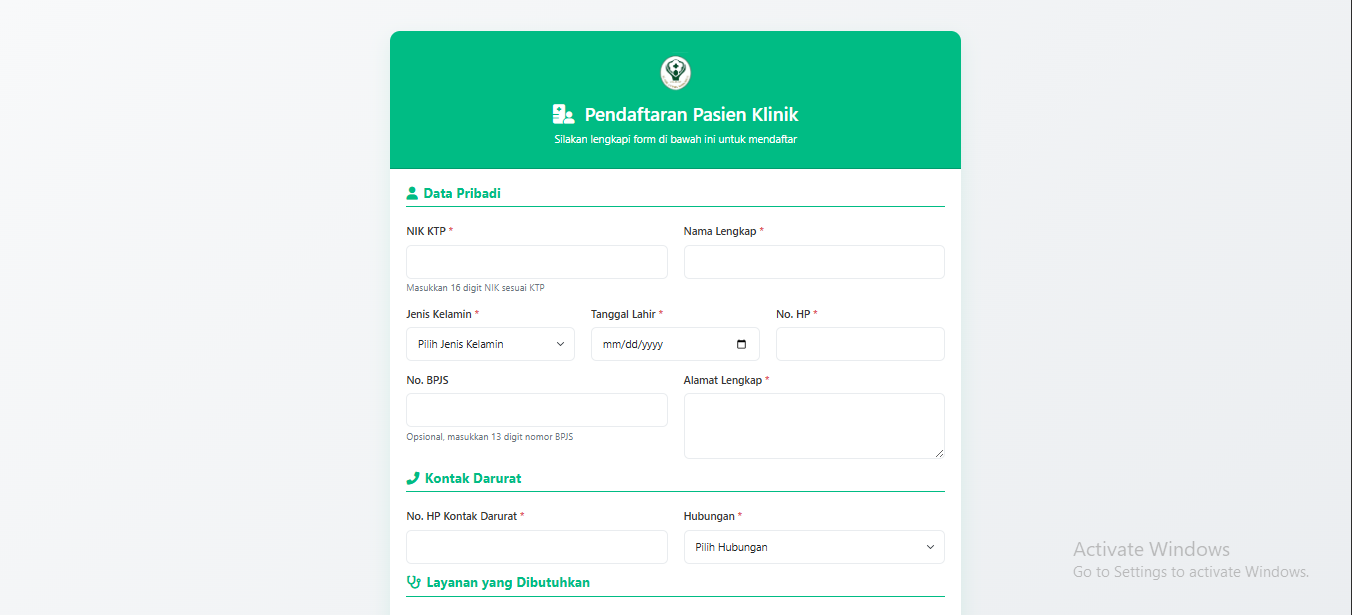 Pendaftaran Pasien Klinik
Silakan lengkapi form di bawah ini untuk mendaftar
Data Pribadi
NIK KTP *
Nama Lengkap *
Masukkan 16 digit NIK sesuai KTP
Jenis Kelamin *
Tanggal Lahir *
No. HP *
Pilih Jenis Kelamin
mm/dd/yyyy
No. BPJS
Alamat Lengkap *
Opsional, masukkan 13 digit nomor BPJS
Kontak Darurat
No. HP Kontak Darurat *
Hubungan *
Pilih Hubungan
Layanan yang Dibutuhkan
Activate Windows
Go to Settings to activate Windows.